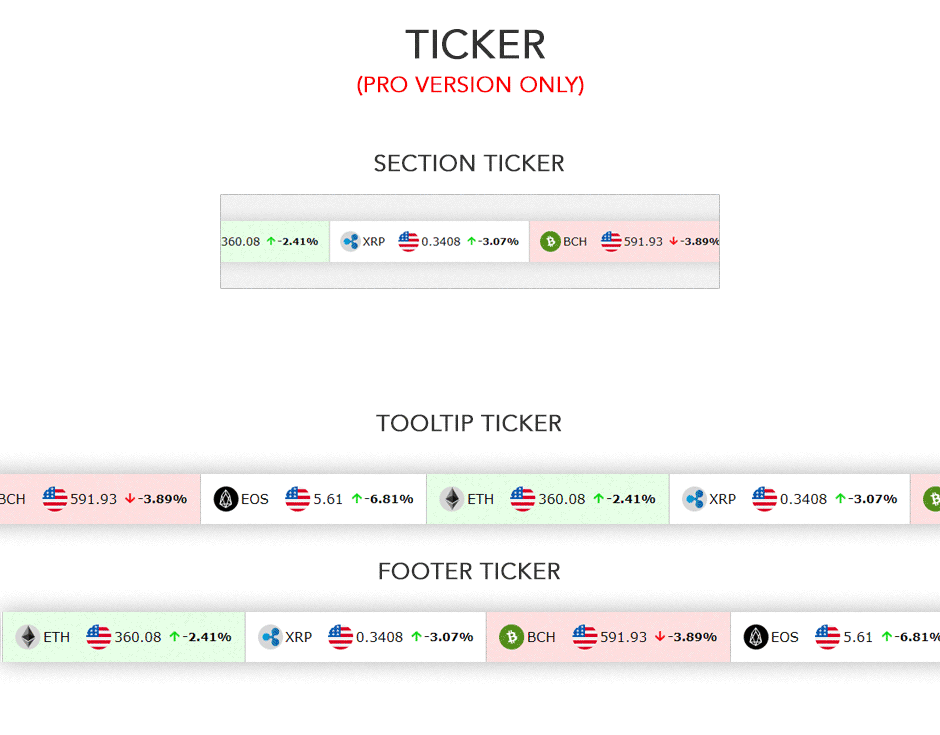 TICKER
(PRO VERSION ONLY)
SECTION TICKER
360.08 -2.41% XRP 0.3408 -3.07% BCH 591.93 -3.89%
TOOLTIP TICKER
BCH 591.93 -3.89% EOS 5.61 -6.81% ETH 360.08 -2.41% XRP 0.3408 -3.07%
FOOTER TICKER
ETH 360.08 -2.41% XRP 0.3408 -3.07% BCH 591.93 -3.89% EOS 5.61 -6.81%